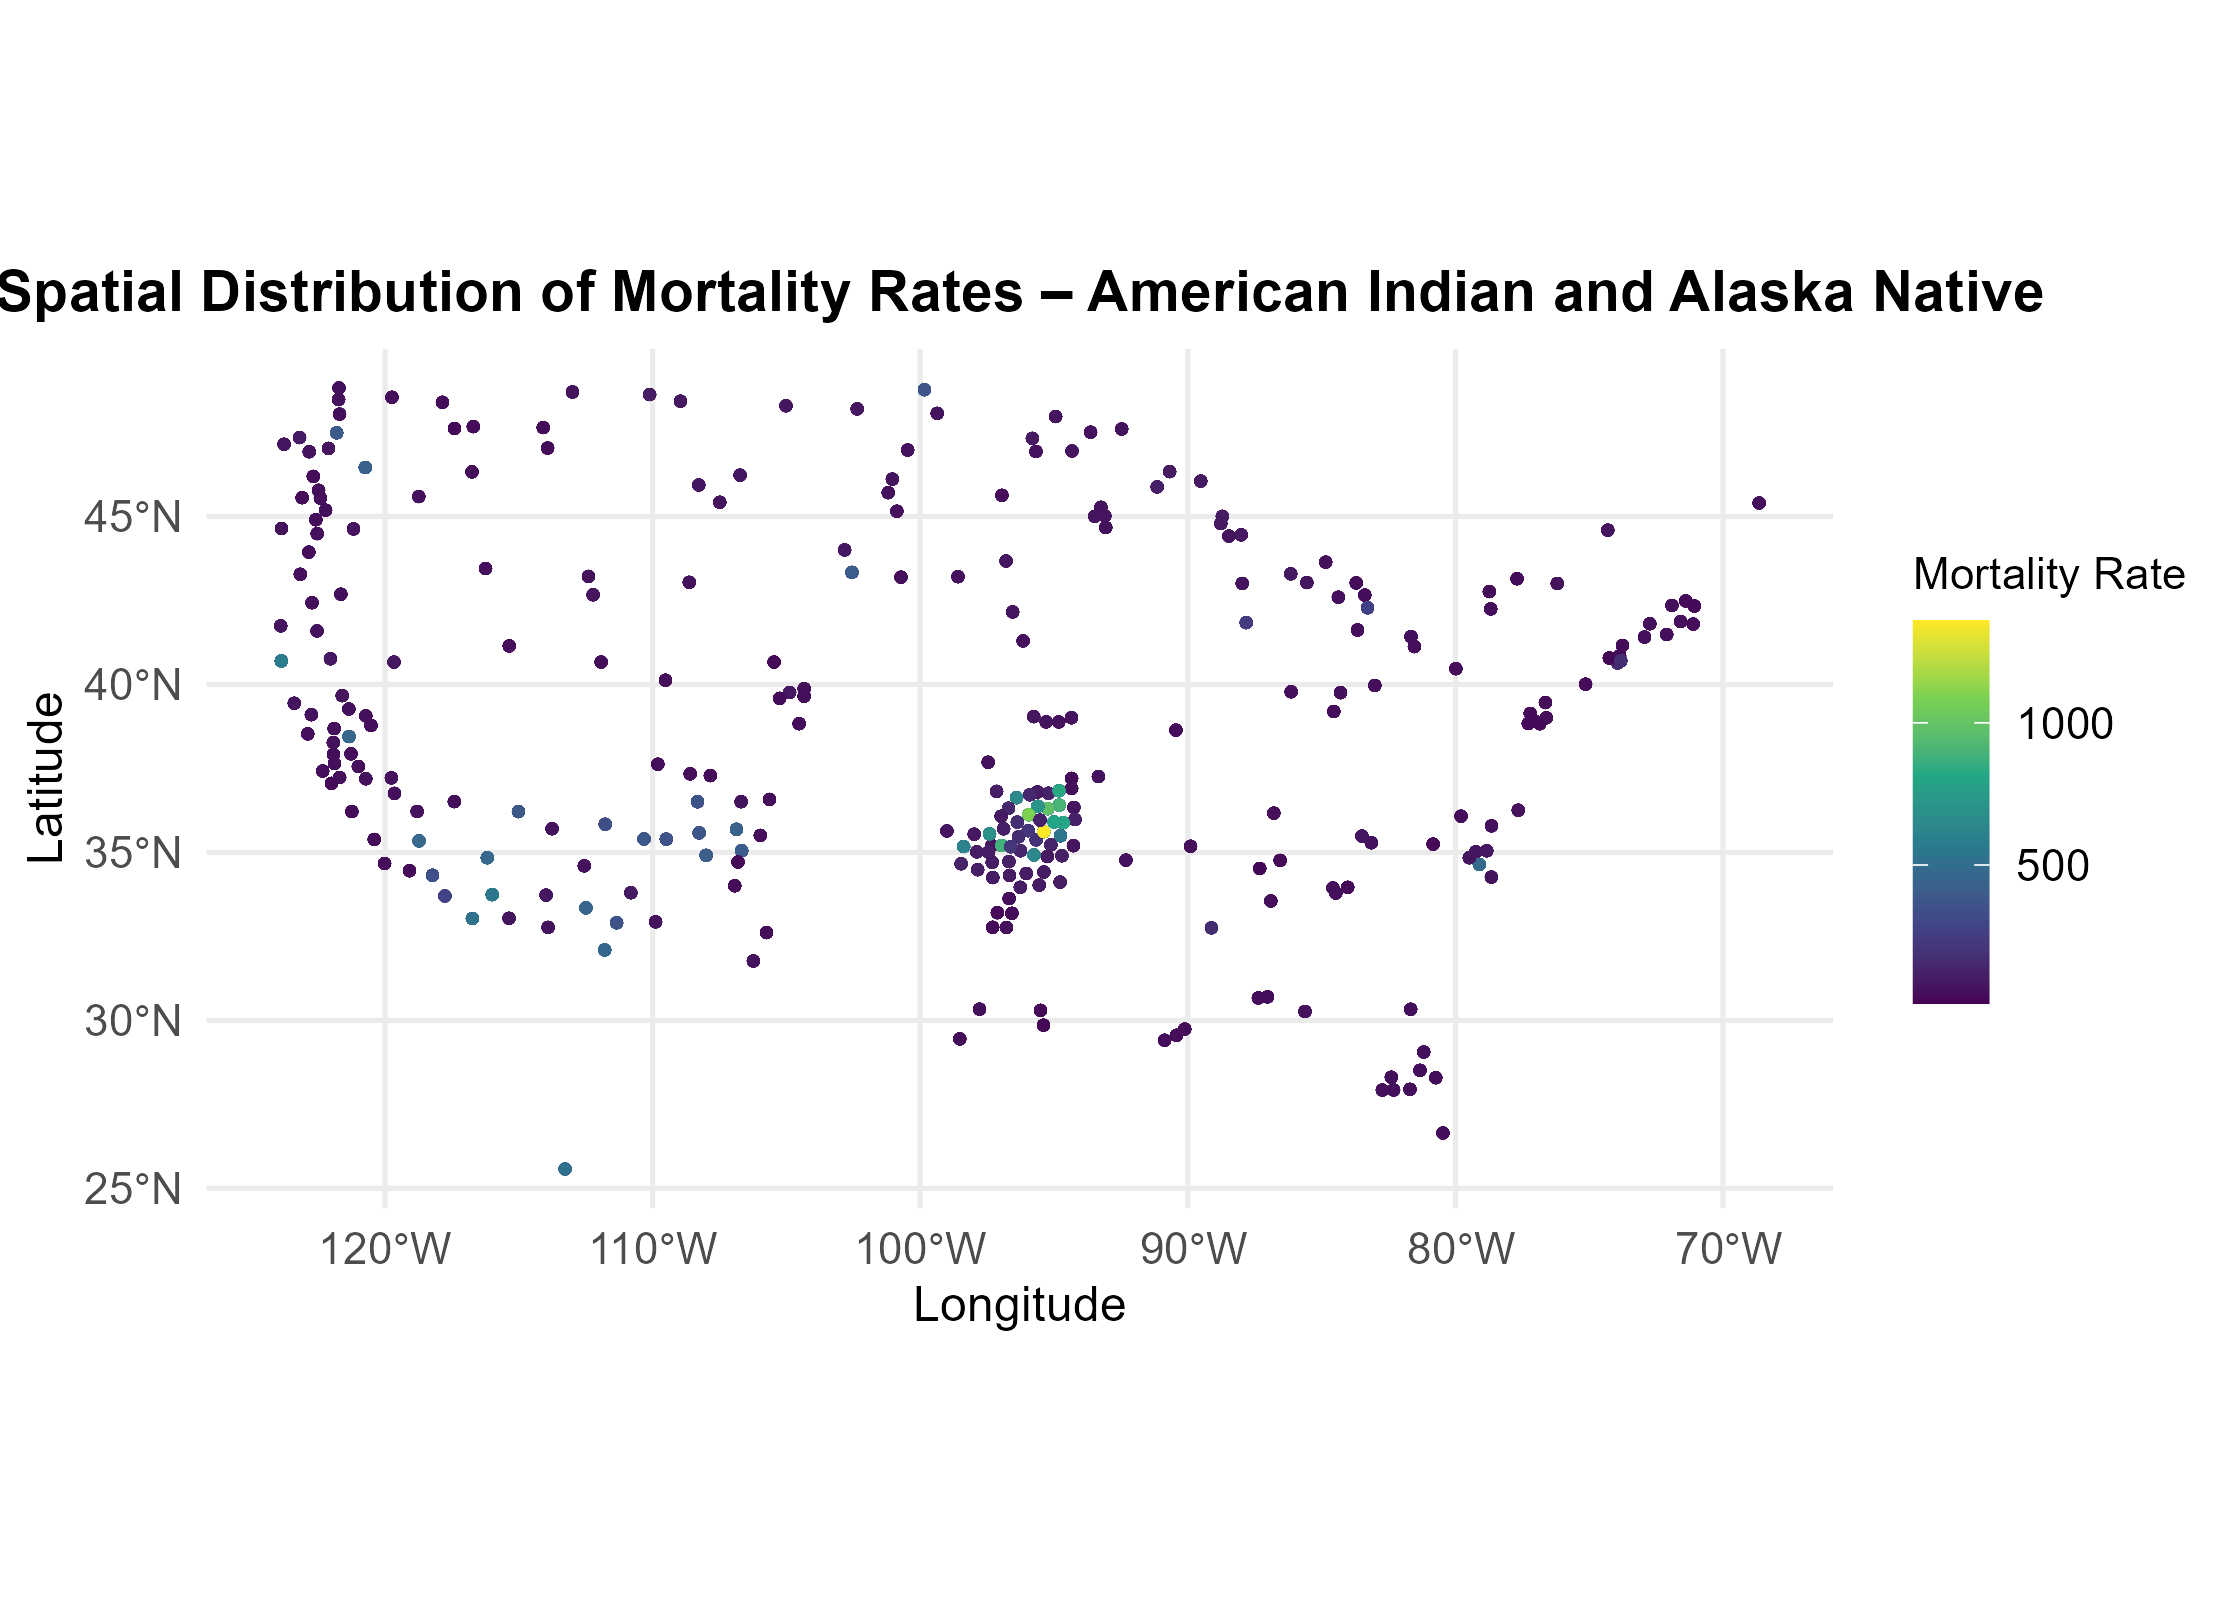 Spatial Distribution of Mortality Rates – American Indian and Alaska Native
45°N
40°N
35°N
30°N
25°N
Latitude
120°W
110°W
100°W
90°W
80°W
70°W
Longitude
Mortality Rate
1000
500